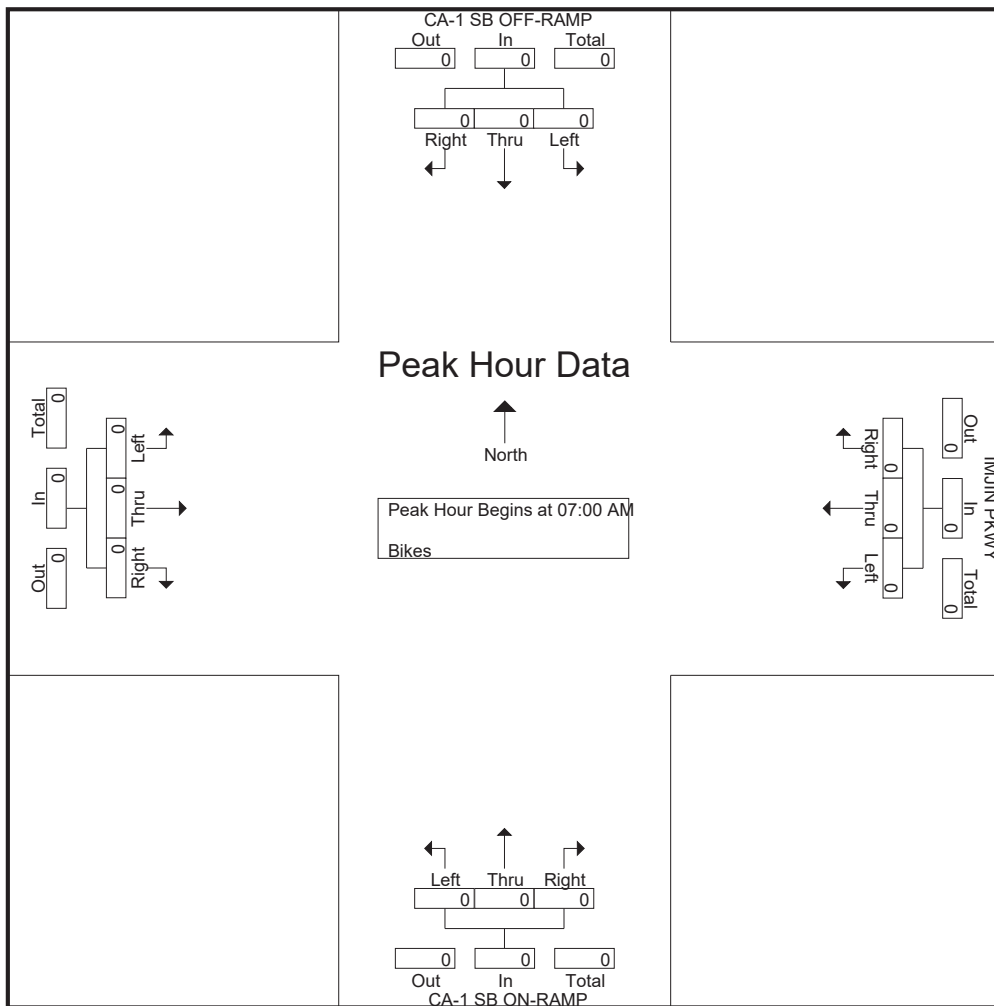 CA-1 SB OFF-RAMP
Out In Total
0 0 0
0 0 0
Right Thru Left
Peak Hour Data
North
Peak Hour Begins at 07:00 AM
Bikes
Total In Out
0 0 0
0 0 0
Left Thru Right
Right Thru Left
0 0 0
Out In Total
0 0 0
IMJIN PKWY
Left Thru Right
0 0 0
0 0 0
Out In Total
CA-1 SB ON-RAMP